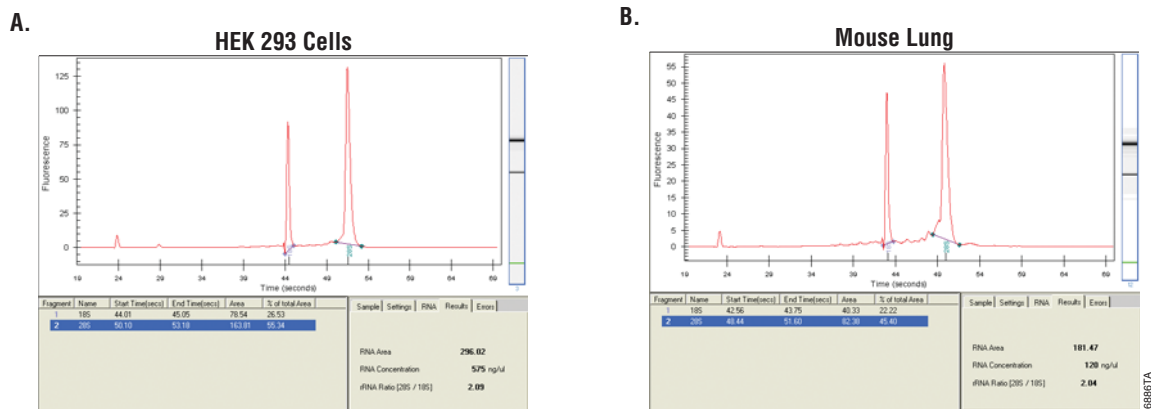 A.
HEK 293 Cells
125
100
75
50
25
0
Fluorescence
19 24 29 34 39 44 49 54 59 64 69
Time (seconds)
3
Fragment Name Start Time(secs) End Time(secs) Area % of total Area
1 18S 44.01 45.05 78.54 26.53
2 28S 50.10 53.18 163.81 55.34
Sample Settings RNA Results Errors
RNA Area 296.02
RNA Concentration 575 ng/ul
rRNA Ratio [28S / 18S] 2.09
B.
Mouse Lung
55
50
45
40
35
30
25
20
15
10
5
0
Fluorescence
19 24 29 34 39 44 49 54 59 64 69
Time (seconds)
12
Fragment Name Start Time(secs) End Time(secs) Area % of total Area
1 18S 42.56 43.75 40.33 22.22
2 28S 48.44 51.60 82.38 45.40
Sample Settings RNA Results Errors
RNA Area 181.47
RNA Concentration 120 ng/ul
rRNA Ratio [28S / 18S] 2.04
6886TA